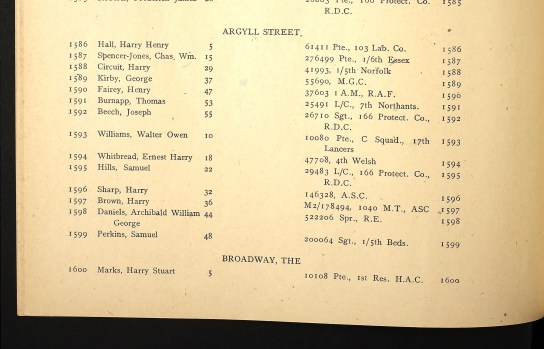 R.D.C.
ARGYLL STREET.
1586 Hall, Harry Henry 5 61411 Pte., 103 Lab. Co. 1586
1587 Spencer-Jones, Chas. Wm. 15 276499 Pte., 1/6th Essex 1587
1588 Circuit, Harry 29 41993, 1/5th Norfolk 1588
1589 Kirby, George 37 55690, M.G.C. 1589
1590 Fairey, Henry 47 37603 1 A.M., R.A.F. 1590
1591 Burnapp, Thomas 53 25491 L/C., 7th Northants. 1591
1592 Beech, Joseph 55 26710 Sgt., 166 Protect. Co., 1592
R.D.C.
1593 Williams, Walter Owen 10 10080 Pte., C Squad., 17th 1593
Lancers
1594 Whitbread, Ernest Harry 18 47708, 4th Welsh 1594
1595 Hills, Samuel 22 29483 L/C., 166 Protect. Co., 1595
R.D.C.
1596 Sharp, Harry 32 146328, A.S.C. 1596
1597 Brown, Harry 36 M2/178494, 1040 M.T., ASC 1597
1598 Daniels, Archibald William 44 522206 Spr., R.E. 1598
George
1599 Perkins, Samuel 48 200064 Sgt., 1/5th Beds. 1599
BROADWAY, THE
1600 Marks, Harry Stuart 5 10108 Pte., 1st Res. H.A.C. 1600